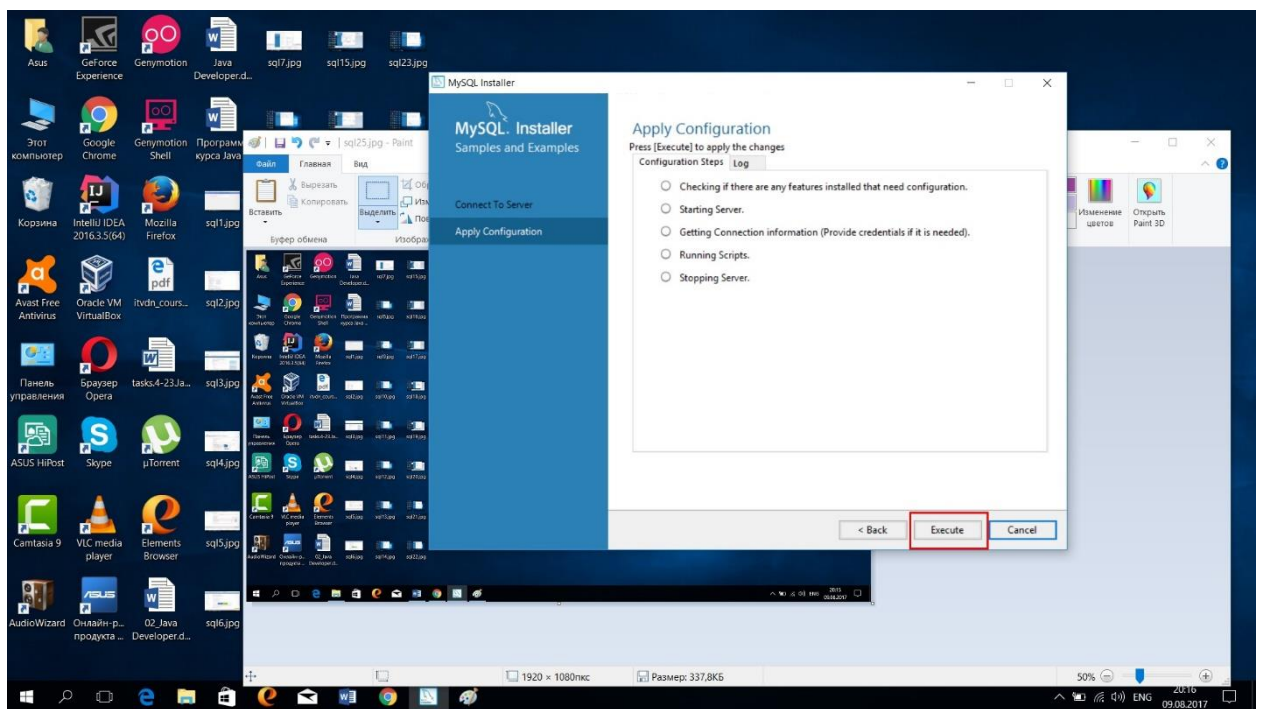 Asus
GeForce Experience
Genymotion
Java Developer.d...
sql7.jpg
sql15.jpg
sql23.jpg
Этот компьютер
Google Chrome
Genymotion Shell
Программ курса Java
Корзина
IntelliJ IDEA 2016.3.5(64)
Mozilla Firefox
sql1.jpg
Avast Free Antivirus
Oracle VM VirtualBox
itvdn_cours...
sql2.jpg
Панель управления
Браузер Opera
tasks.4-23.Ja...
sql3.jpg
ASUS HiPost
Skype
µTorrent
sql4.jpg
Camtasia 9
VLC media player
Elements Browser
sql5.jpg
AudioWizard
Онлайн-р... продукта ...
02_Java Developer.d...
sql6.jpg
sql25.jpg - Paint
Файл
Главная
Вид
Вставить
Вырезать
Копировать
Буфер обмена
Выделить
Изменение цветов
Открыть Paint 3D
MySQL Installer
MySQL. Installer
Samples and Examples
Connect To Server
Apply Configuration
Apply Configuration
Press [Execute] to apply the changes
Configuration Steps
Log
Checking if there are any features installed that need configuration.
Starting Server.
Getting Connection information (Provide credentials if it is needed).
Running Scripts.
Stopping Server.
< Back
Execute
Cancel
1920 × 1080пкс
Размер: 337,8КБ
50%
ENG
20:16
09.08.2017